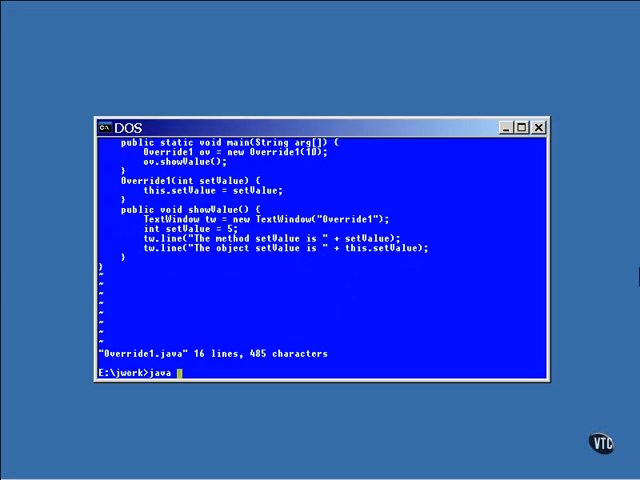 DOS
public static void main(String arg[]) {
Override1 ov = new Override1(10);
ov.showValue();
}
Override1(int setValue) {
this.setValue = setValue;
}
public void showValue() {
TextWindow tw = new TextWindow("Override1");
int setValue = 5;
tw.line("The method setValue is " + setValue);
tw.line("The object setValue is " + this.setValue);
}
}
~
~
~
~
~
~
~
~
"Override1.java" 16 lines, 485 characters
E:\jwork>java
VTC